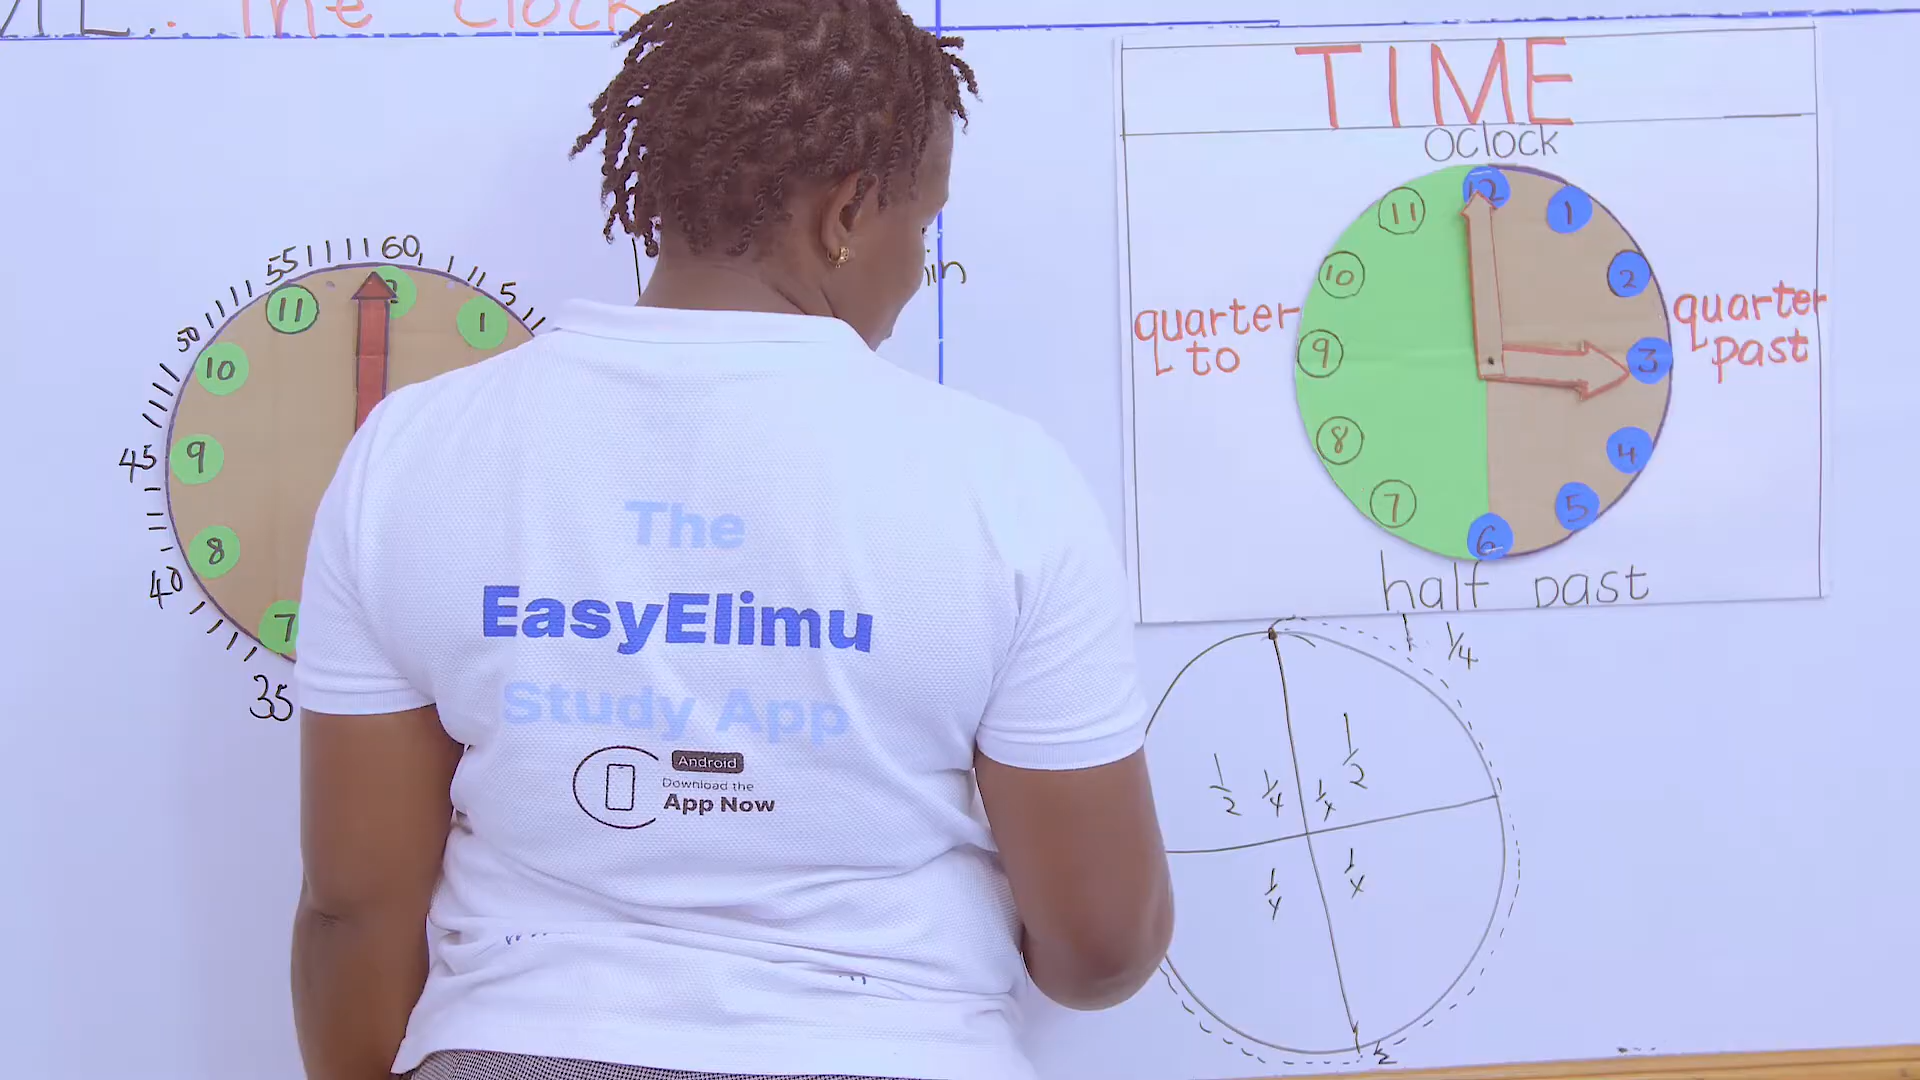 The Clock
60
55
50
45
40
35
5
11
10
9
8
7
1
The
EasyElimu
Study App
Android
Download the
App Now
TIME
Oclock
12
11
10
9
8
7
6
5
4
3
2
1
quarter
to
quarter
past
half past
1/4
1/2
1/4
1/4
1/2
1/4
1/4